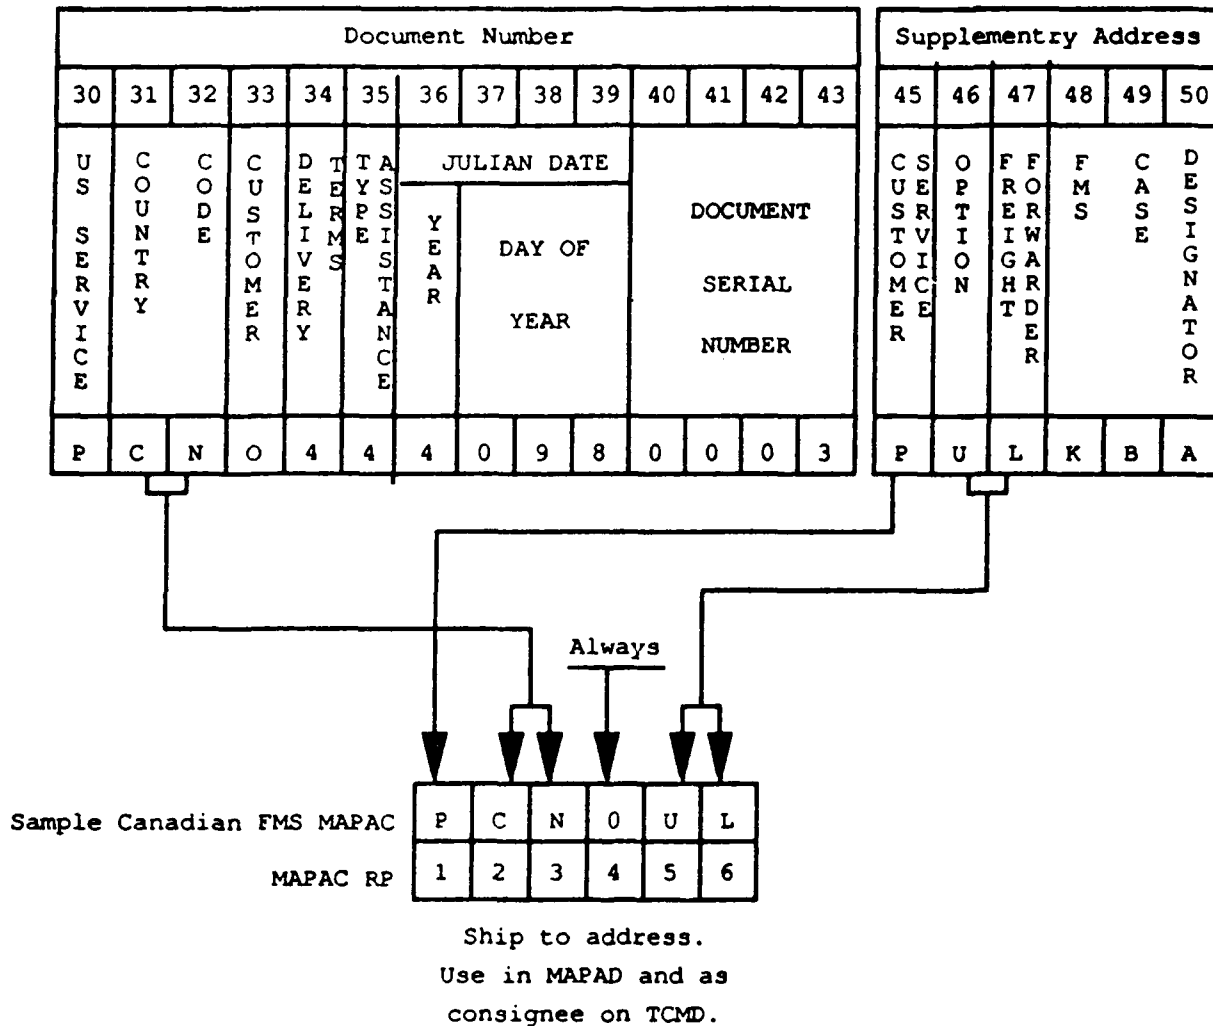 Document Number
Supplementry Address
30 31 32 33 34 35 36 37 38 39 40 41 42 43
45 46 47 48 49 50
US SERVICE
COUNTRY
CODE
CUSTOMER
DELIVERY
TERMS
TYPE
ASSISTANCE
JULIAN DATE
YEAR
DAY OF
YEAR
DOCUMENT
SERIAL
NUMBER
CUSTOMER
SERVICE
OPTION
FREIGHT
FORWARDER
FMS
CASE
DESIGNATOR
P C N O 4 4 4 0 9 8 0 0 0 3
P U L K B A
Always
Sample Canadian FMS MAPAC P C N 0 U L
MAPAC RP 1 2 3 4 5 6
Ship to address.
Use in MAPAD and as
consignee on TCMD.